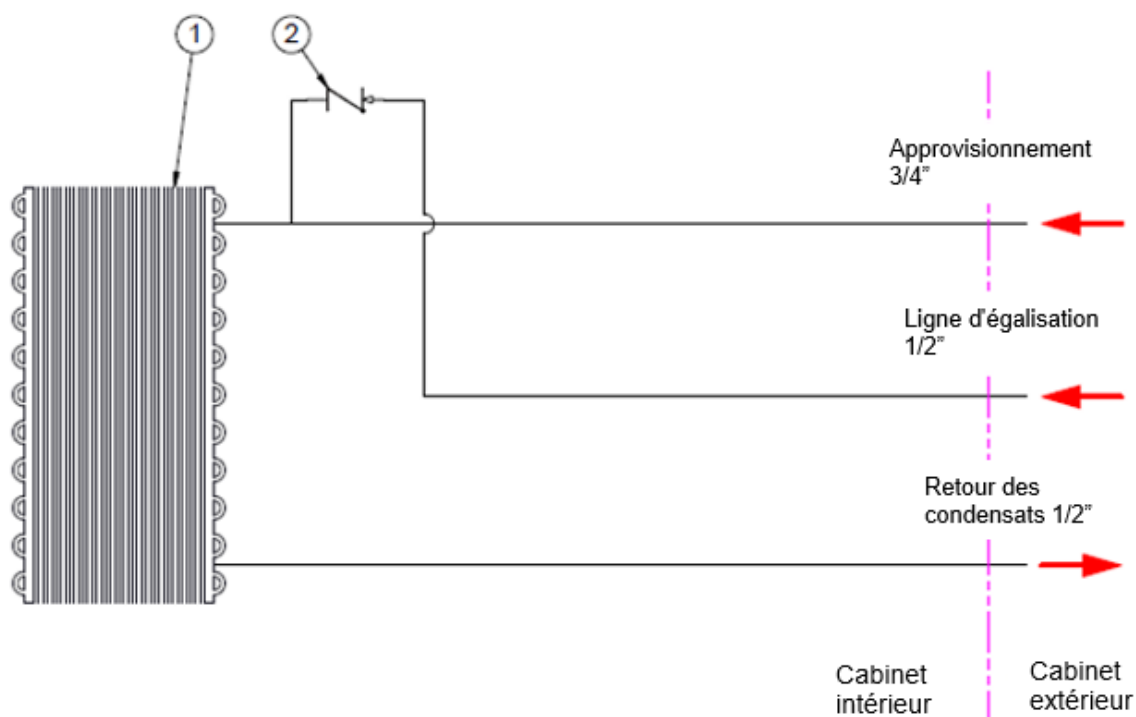 1
2
Approvisionnement
3/4”
Ligne d'égalisation
1/2”
Retour des
condensats 1/2”
Cabinet
intérieur
Cabinet
extérieur